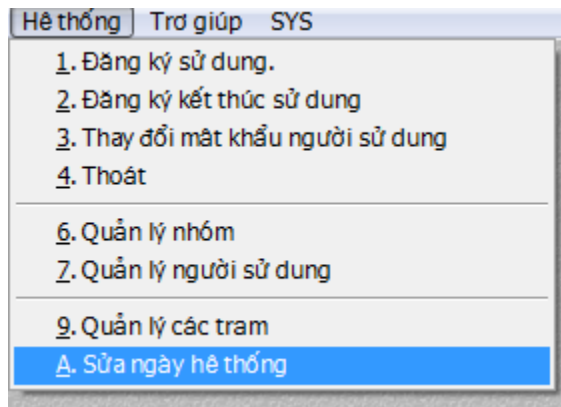 Hê thống Trơ giúp SYS
1. Đăng ký sử dung.
2. Đăng ký kết thúc sử dung
3. Thay đổi mât khẩu người sử dung
4. Thoát
6. Quản lý nhóm
7. Quản lý người sử dung
9. Quản lý các tram
A. Sửa ngày hê thống